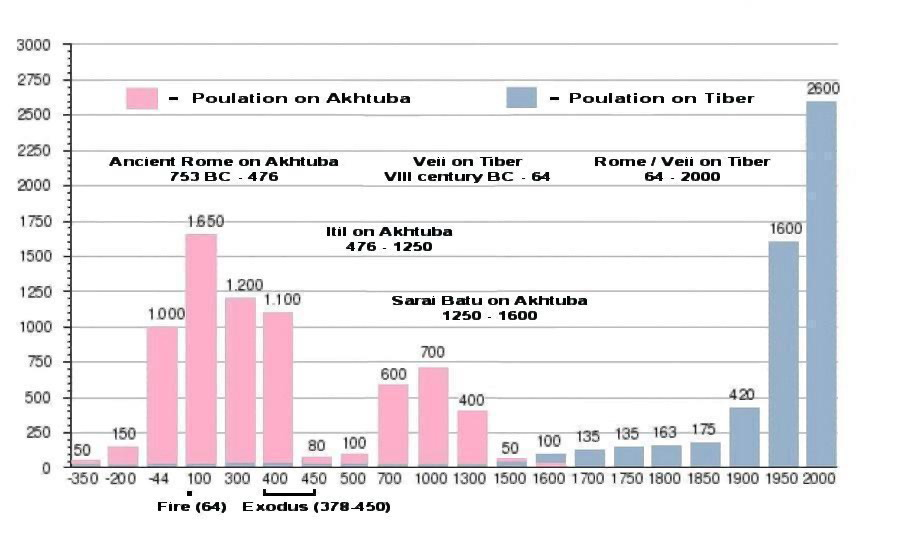 3000
2750
2500
2250
2000
1750
1500
1250
1000
750
500
250
0
= Poulation on Akhtuba
= Poulation on Tiber
Ancient Rome on Akhtuba
753 BC - 476
Veii on Tiber
VIII century BC - 64
Rome / Veii on Tiber
64 - 2000
Itil on Akhtuba
476 - 1250
Sarai Batu on Akhtuba
1250 - 1600
50
150
1.000
1.650
1.200
1.100
80
100
600
700
400
50
100
135
135
163
175
420
1600
2600
-350 -200 -44 100 300 400 450 500 700 1000 1300 1500 1600 1700 1750 1800 1850 1900 1950 2000
Fire (64) Exodus (378-450)